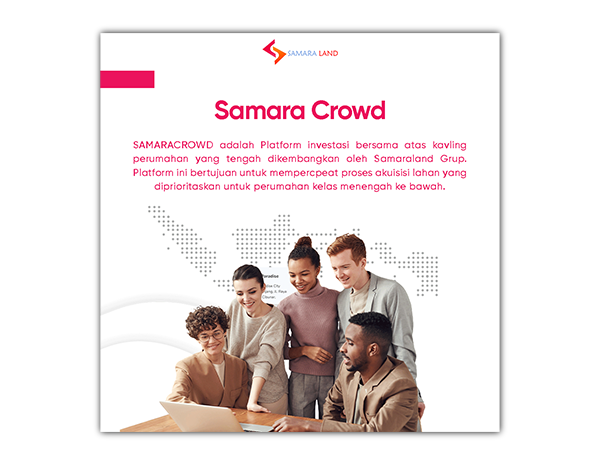 SAMARA LAND
Samara Crowd
SAMARACROWD adalah Platform investasi bersama atas kavling
perumahan yang tengah dikembangkan oleh Samaraland Grup.
Platform ini bertujuan untuk mempercpeat proses akuisisi lahan yang
diprioritaskan untuk perumahan kelas menengah ke bawah.